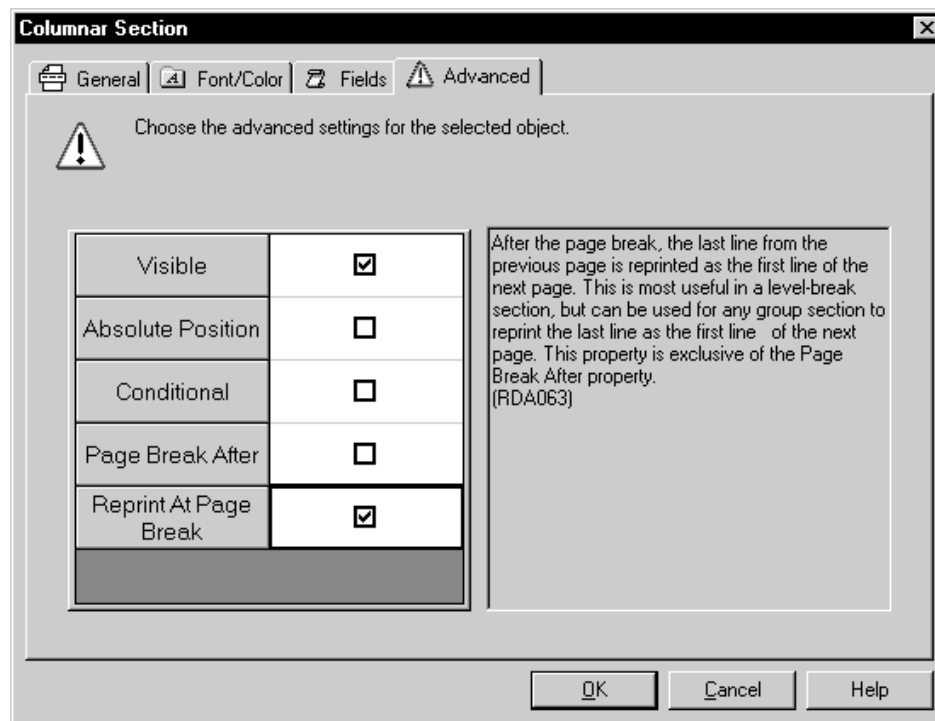 Columnar Section
General
Font/Color
Fields
Advanced
Choose the advanced settings for the selected object.
Visible
Absolute Position
Conditional
Page Break After
Reprint At Page
Break
After the page break, the last line from the
previous page is reprinted as the first line of the
next page. This is most useful in a level-break
section, but can be used for any group section to
reprint the last line as the first line   of the next
page. This property is exclusive of the Page
Break After property.
(RDA063)
OK
Cancel
Help